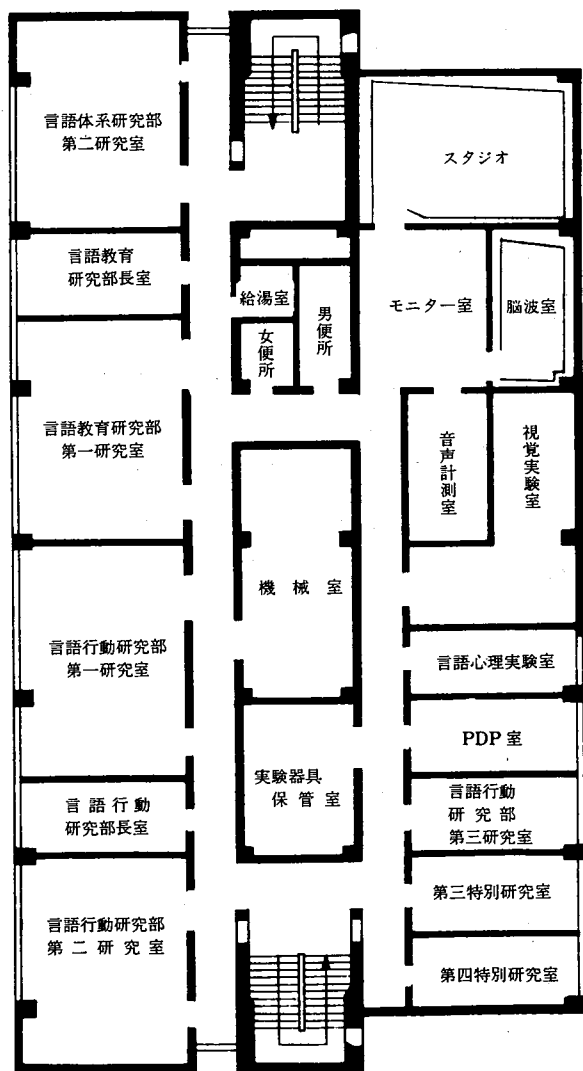 言語体系研究部
第二研究室
言語教育
研究部長室
言語教育研究部
第一研究室
言語行動研究部
第一研究室
言語行動
研究部長室
言語行動研究部
第二研究室
給湯室
女便所
男便所
機械室
実験器具
保管室
スタジオ
モニター室
脳波室
音声計測室
視覚実験室
言語心理実験室
PDP室
言語行動
研究部
第三研究室
第三特別研究室
第四特別研究室